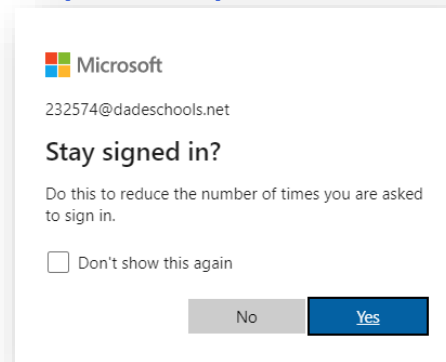 Microsoft
232574@dadeschools.net
Stay signed in?
Do this to reduce the number of times you are asked
to sign in.
Don't show this again
No
Yes